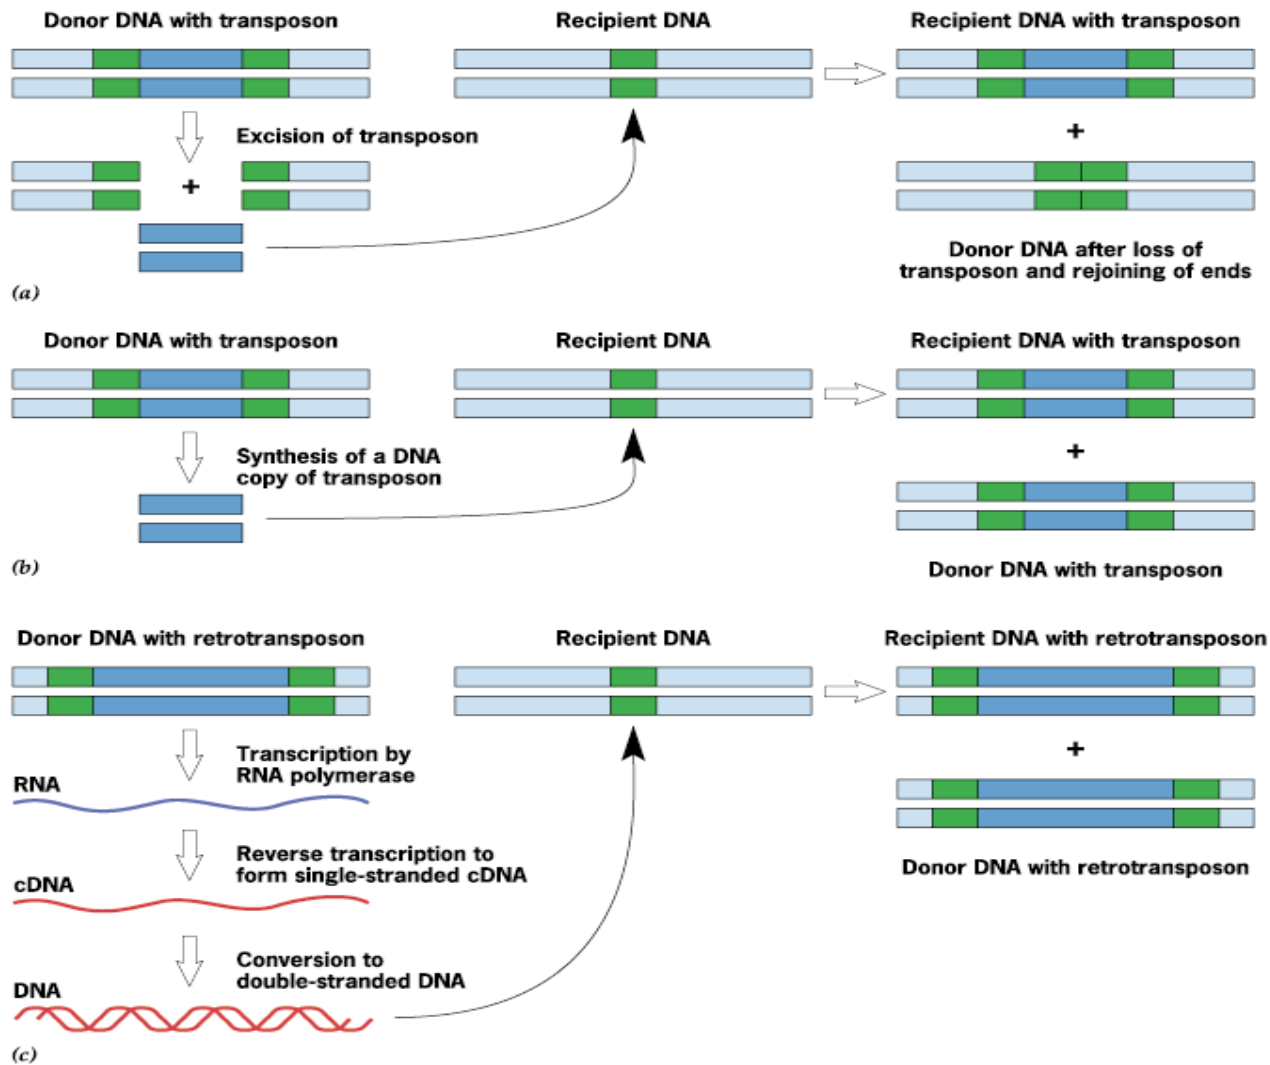 Donor DNA with transposon
Recipient DNA
Recipient DNA with transposon
Excision of transposon
+
+
Donor DNA after loss of
transposon and rejoining of ends
(a)
Donor DNA with transposon
Recipient DNA
Recipient DNA with transposon
Synthesis of a DNA
copy of transposon
+
Donor DNA with transposon
(b)
Donor DNA with retrotransposon
Recipient DNA
Recipient DNA with retrotransposon
Transcription by
RNA polymerase
RNA
+
Reverse transcription to
form single-stranded cDNA
cDNA
Donor DNA with retrotransposon
Conversion to
double-stranded DNA
DNA
(c)